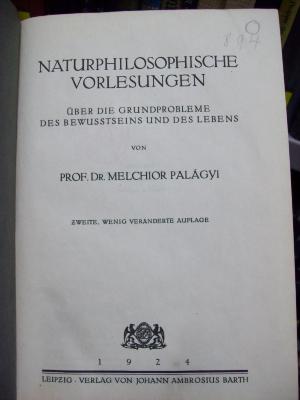 NATURPHILOSOPHISCHE
VORLESUNGEN
ÜBER DIE GRUNDPROBLEME
DES BEWUSSTSEINS UND DES LEBENS
VON
PROF. DR. MELCHIOR PALÁGYI
ZWEITE, WENIG VERÄNDERTE AUFLAGE
1924
LEIPZIG · VERLAG VON JOHANN AMBROSIUS BARTH